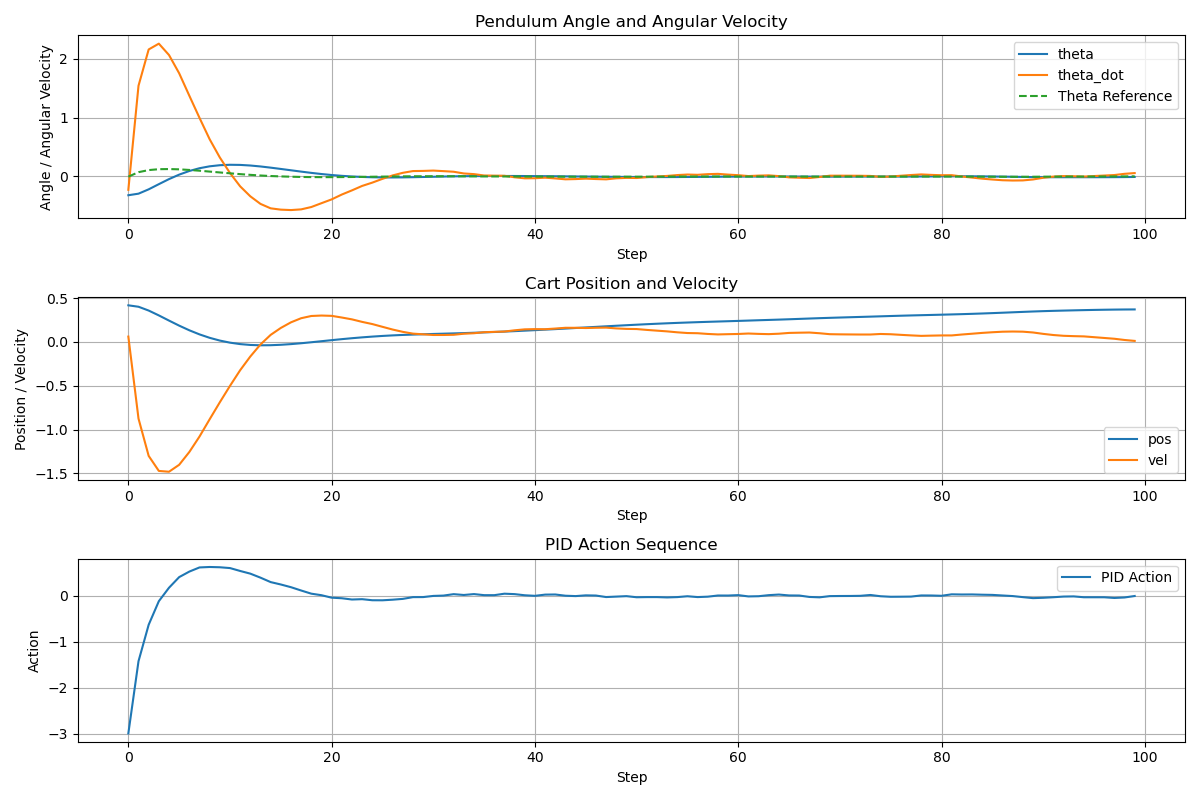 Pendulum Angle and Angular Velocity
Angle / Angular Velocity
2
1
0
theta
theta_dot
Theta Reference
0 20 40 60 80 100
Step
Cart Position and Velocity
Position / Velocity
0.5
0.0
−0.5
−1.0
−1.5
pos
vel
0 20 40 60 80 100
Step
PID Action Sequence
Action
0
−1
−2
−3
PID Action
0 20 40 60 80 100
Step